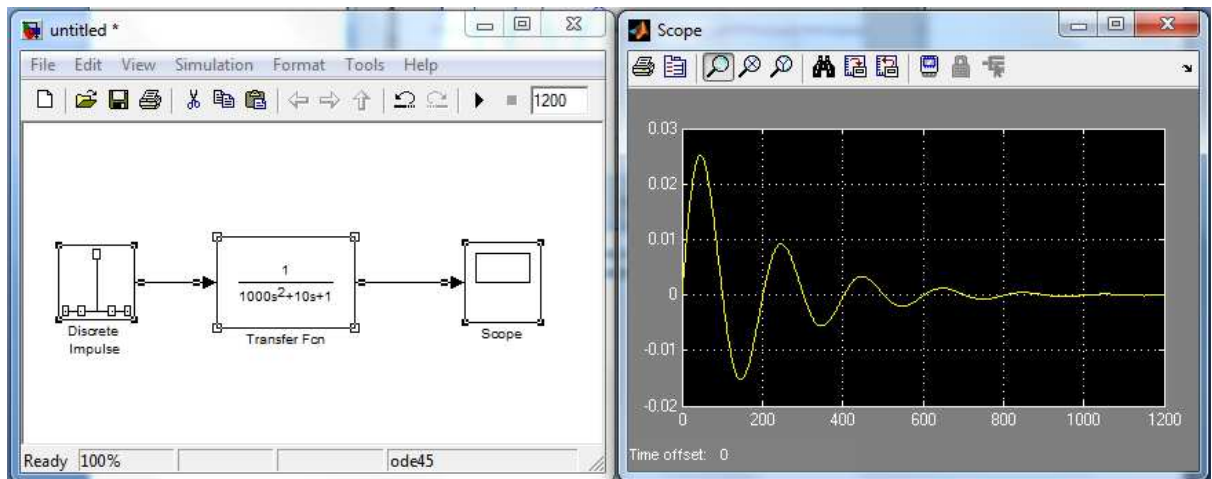 untitled *
File Edit View Simulation Format Tools Help
1200
1
1000s²+10s+1
Discrete
Impulse
Transfer Fcn
Scope
Ready 100% ode45
Scope
0.03
0.02
0.01
0
-0.01
-0.02
0 200 400 600 800 1000 1200
Time offset: 0